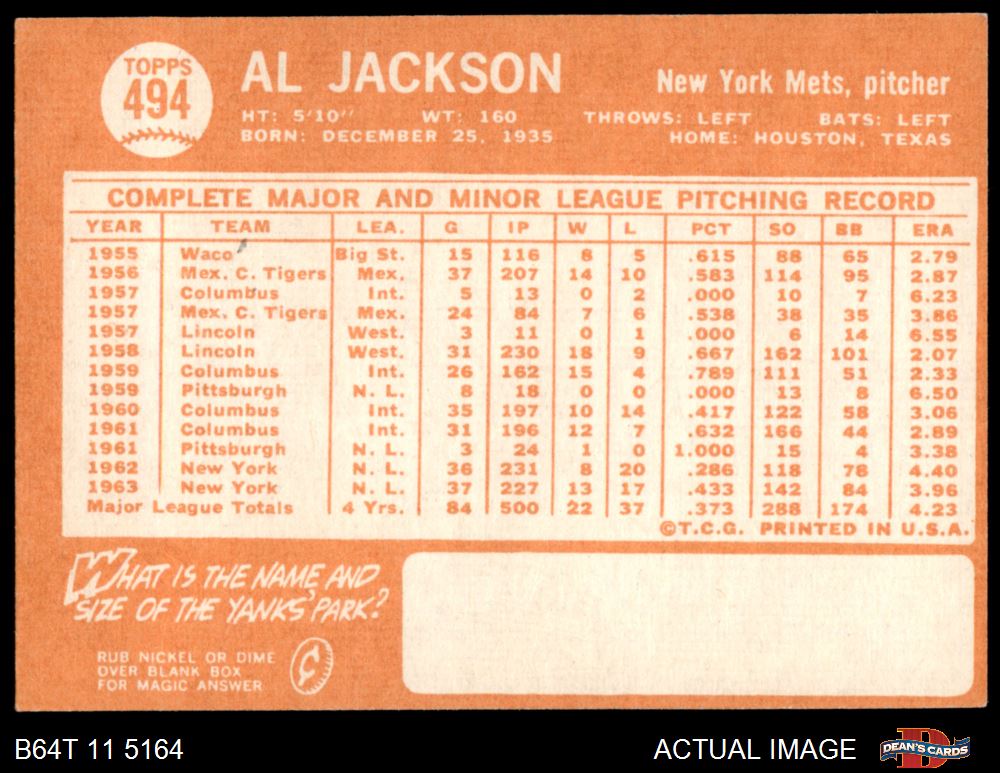 TOPPS
494
AL JACKSON
New York Mets, pitcher
HT: 5'10" WT: 160 THROWS: LEFT BATS: LEFT
BORN: DECEMBER 25, 1935 HOME: HOUSTON, TEXAS
COMPLETE MAJOR AND MINOR LEAGUE PITCHING RECORD
YEAR TEAM LEA. G IP W L PCT SO BB ERA
1955 Waco Big St. 15 116 8 5 .615 88 65 2.79
1956 Mex. C. Tigers Mex. 37 207 14 10 .583 114 95 2.87
1957 Columbus Int. 5 13 0 2 .000 10 7 6.23
1957 Mex. C. Tigers Mex. 24 84 7 6 .538 38 35 3.86
1957 Lincoln West. 3 11 0 1 .000 6 14 6.55
1958 Lincoln West. 31 230 18 9 .667 162 101 2.07
1959 Columbus Int. 26 162 15 4 .789 111 51 2.33
1959 Pittsburgh N. L. 8 18 0 0 .000 13 8 6.50
1960 Columbus Int. 35 197 10 14 .417 122 58 3.06
1961 Columbus Int. 31 196 12 7 .632 166 44 2.89
1961 Pittsburgh N. L. 3 24 1 0 1.000 15 4 3.38
1962 New York N. L. 36 231 8 20 .286 118 78 4.40
1963 New York N. L. 37 227 13 17 .433 142 84 3.96
Major League Totals 4 Yrs. 84 500 22 37 .373 288 174 4.23
©T.C.G. PRINTED IN U.S.A.
WHAT IS THE NAME AND
SIZE OF THE YANKS' PARK?
RUB NICKEL OR DIME
OVER BLANK BOX
FOR MAGIC ANSWER
B64T 11 5164 ACTUAL IMAGE DEAN'S CARDS